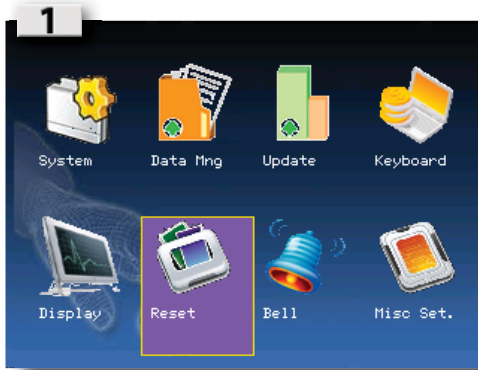 1
System Data Mng Update Keyboard
Display Reset Bell Misc Set.